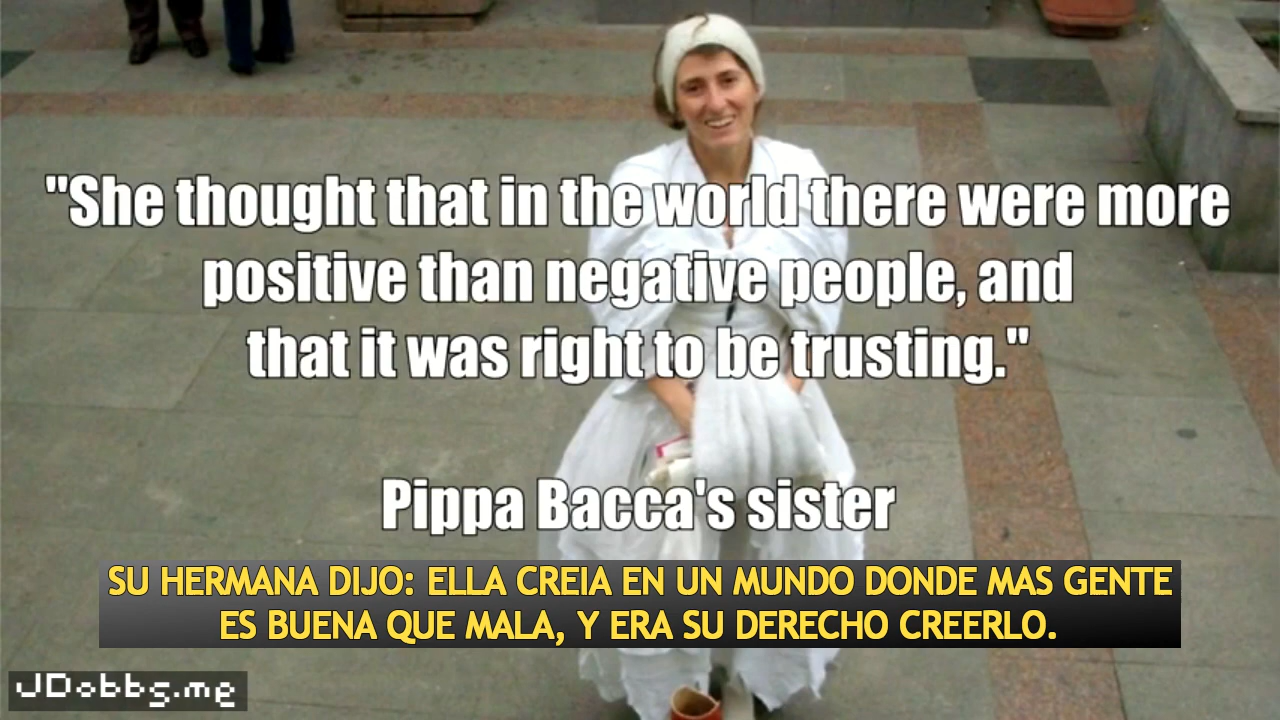 "She thought that in the world there were more
positive than negative people, and
that it was right to be trusting."
Pippa Bacca's sister
SU HERMANA DIJO: ELLA CREIA EN UN MUNDO DONDE MAS GENTE
ES BUENA QUE MALA, Y ERA SU DERECHO CREERLO.
JDobbs.me